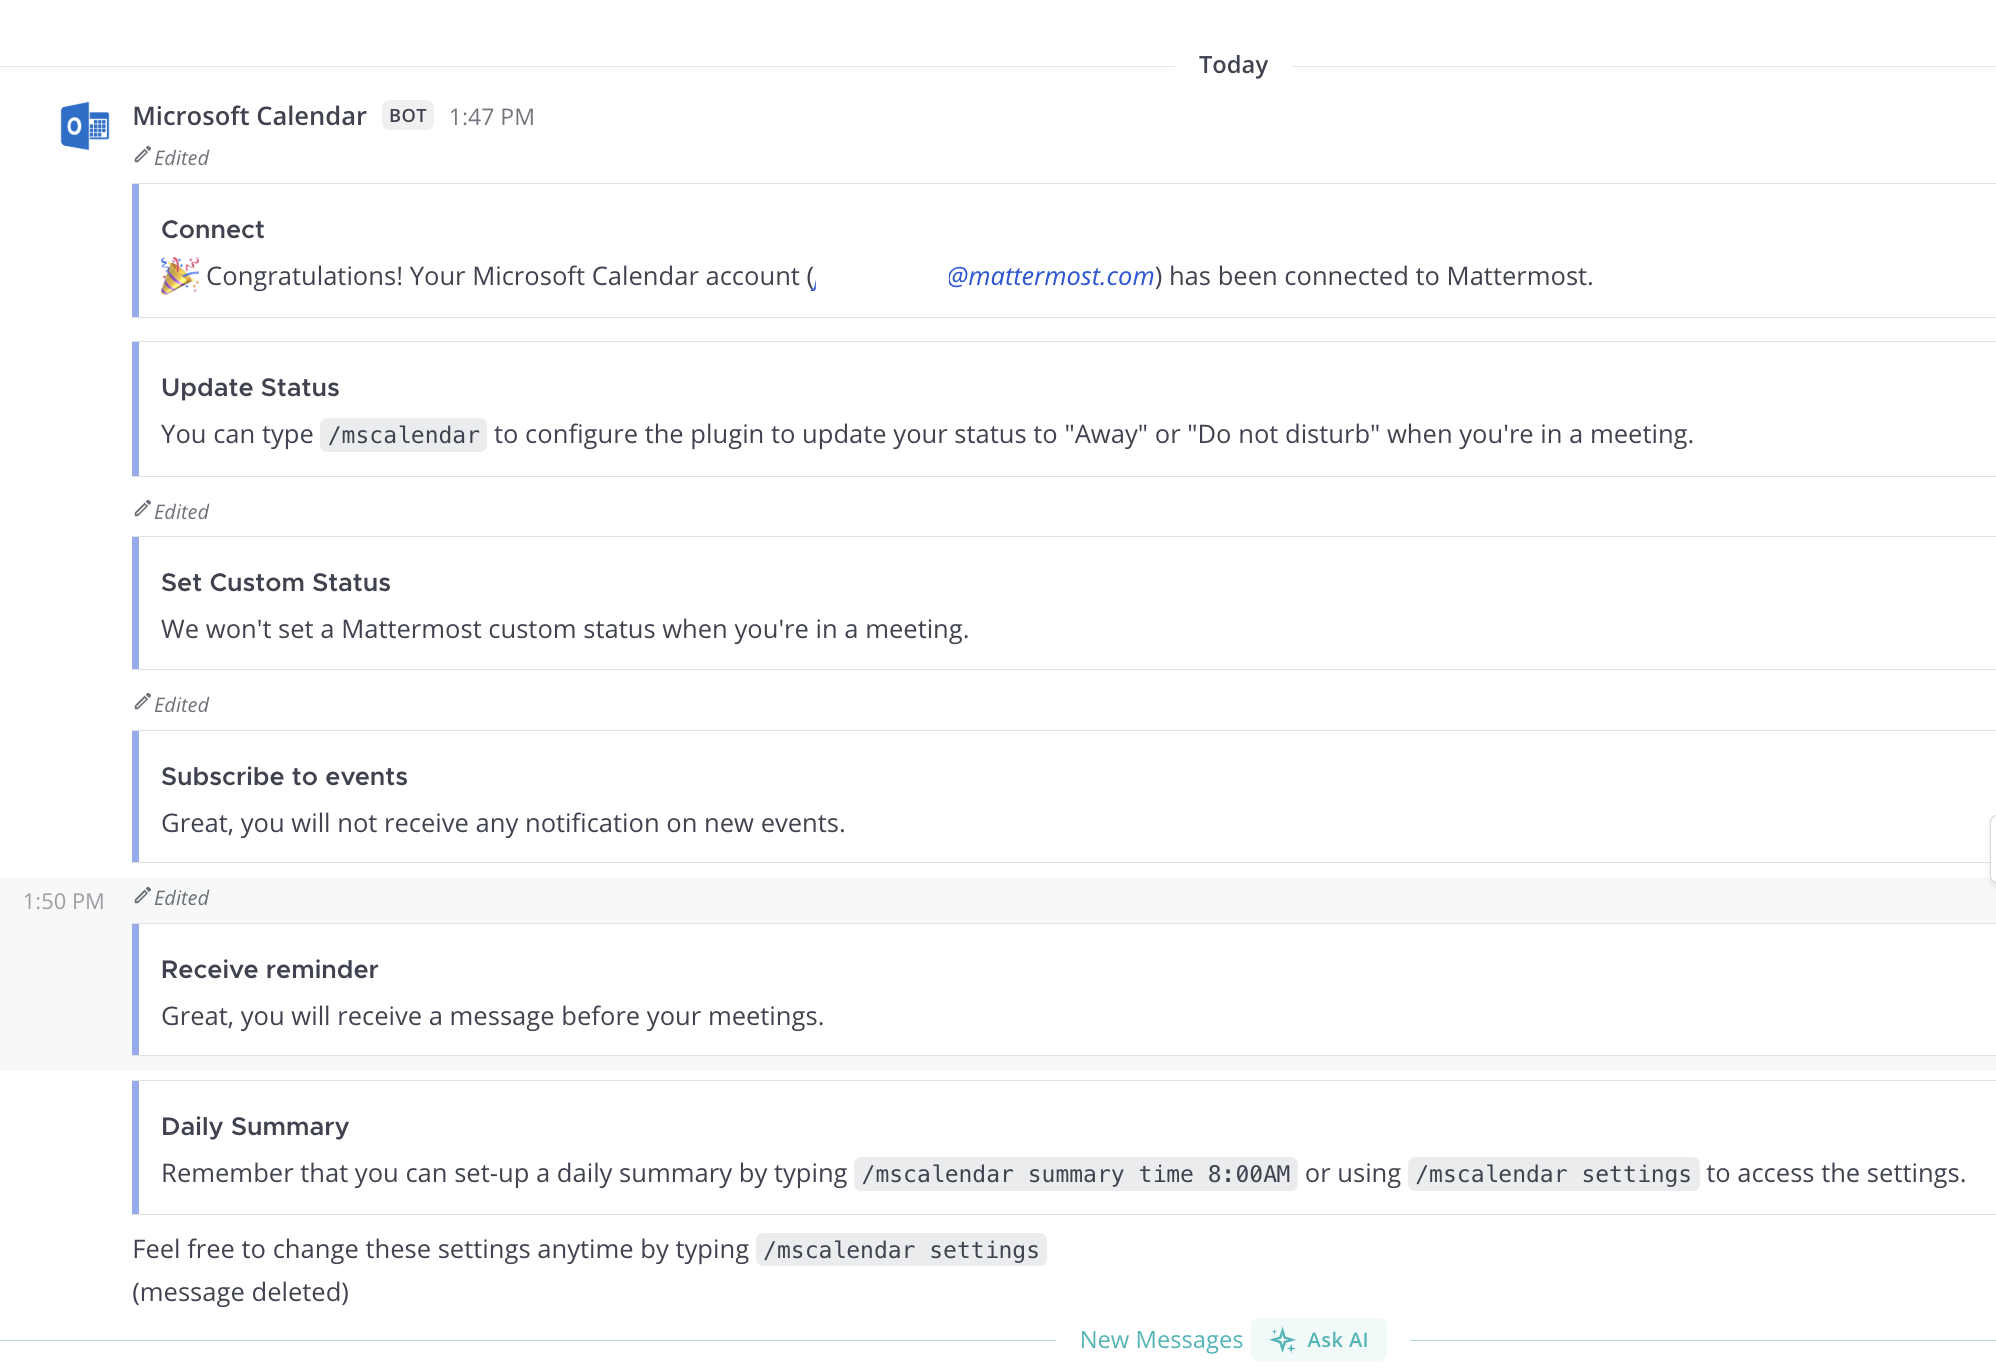 Today
Microsoft Calendar BOT 1:47 PM
Edited
Connect
🎉 Congratulations! Your Microsoft Calendar account ( @mattermost.com) has been connected to Mattermost.
Update Status
You can type /mscalendar to configure the plugin to update your status to "Away" or "Do not disturb" when you're in a meeting.
Edited
Set Custom Status
We won't set a Mattermost custom status when you're in a meeting.
Edited
Subscribe to events
Great, you will not receive any notification on new events.
1:50 PM Edited
Receive reminder
Great, you will receive a message before your meetings.
Daily Summary
Remember that you can set-up a daily summary by typing /mscalendar summary time 8:00AM or using /mscalendar settings to access the settings.
Feel free to change these settings anytime by typing /mscalendar settings
(message deleted)
New Messages Ask AI